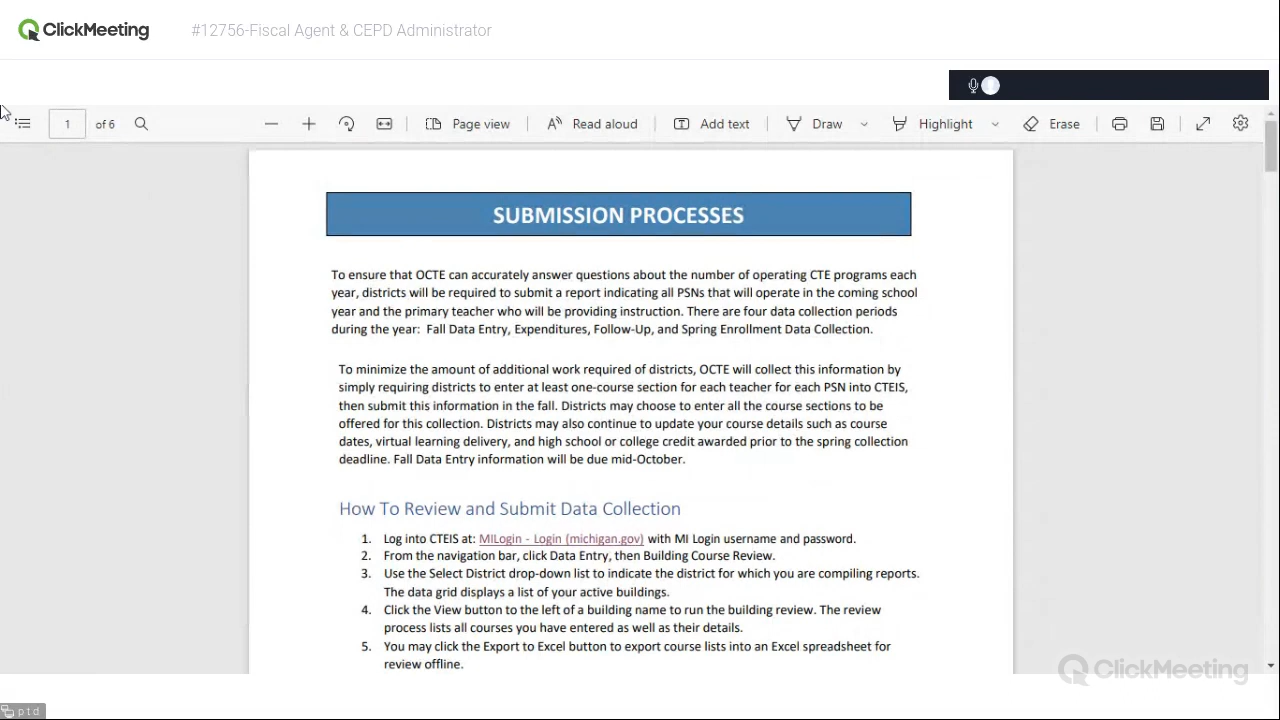 ClickMeeting
#12756-Fiscal Agent & CEPD Administrator
1 of 6 Page view Read aloud Add text Draw Highlight Erase
SUBMISSION PROCESSES
To ensure that OCTE can accurately answer questions about the number of operating CTE programs each
year, districts will be required to submit a report indicating all PSNs that will operate in the coming school
year and the primary teacher who will be providing instruction. There are four data collection periods
during the year:  Fall Data Entry, Expenditures, Follow-Up, and Spring Enrollment Data Collection.
To minimize the amount of additional work required of districts, OCTE will collect this information by
simply requiring districts to enter at least one-course section for each teacher for each PSN into CTEIS,
then submit this information in the fall. Districts may choose to enter all the course sections to be
offered for this collection. Districts may also continue to update your course details such as course
dates, virtual learning delivery, and high school or college credit awarded prior to the spring collection
deadline. Fall Data Entry information will be due mid-October.
How To Review and Submit Data Collection
1. Log into CTEIS at: MILogin - Login (michigan.gov) with MI Login username and password.
2. From the navigation bar, click Data Entry, then Building Course Review.
3. Use the Select District drop-down list to indicate the district for which you are compiling reports.
The data grid displays a list of your active buildings.
4. Click the View button to the left of a building name to run the building review. The review
process lists all courses you have entered as well as their details.
5. You may click the Export to Excel button to export course lists into an Excel spreadsheet for
review offline.
ClickMeeting
ptd